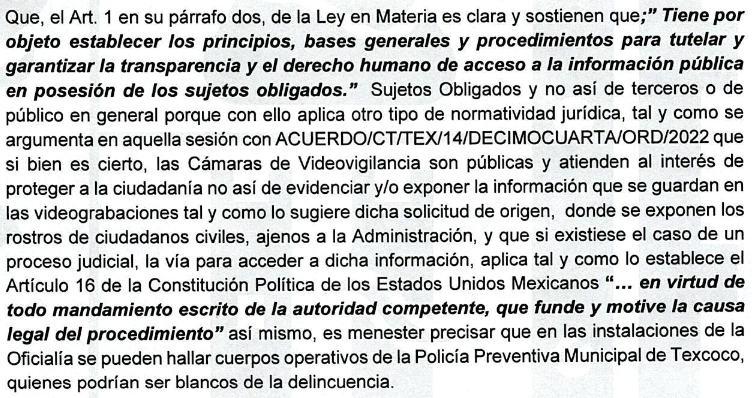 Que, el Art. 1 en su párrafo dos, de la Ley en Materia es clara y sostienen que;" Tiene por
objeto establecer los principios, bases generales y procedimientos para tutelar y
garantizar la transparencia y el derecho humano de acceso a la información pública
en posesión de los sujetos obligados." Sujetos Obligados y no así de terceros o de
público en general porque con ello aplica otro tipo de normatividad jurídica, tal y como se
argumenta en aquella sesión con ACUERDO/CT/TEX/14/DECIMOCUARTA/ORD/2022 que
si bien es cierto, las Cámaras de Videovigilancia son públicas y atienden al interés de
proteger a la ciudadanía no así de evidenciar y/o exponer la información que se guardan en
las videograbaciones tal y como lo sugiere dicha solicitud de origen, donde se exponen los
rostros de ciudadanos civiles, ajenos a la Administración, y que si existiese el caso de un
proceso judicial, la vía para acceder a dicha información, aplica tal y como lo establece el
Artículo 16 de la Constitución Política de los Estados Unidos Mexicanos “... en virtud de
todo mandamiento escrito de la autoridad competente, que funde y motive la causa
legal del procedimiento” así mismo, es menester precisar que en las instalaciones de la
Oficialía se pueden hallar cuerpos operativos de la Policía Preventiva Municipal de Texcoco,
quienes podrían ser blancos de la delincuencia.